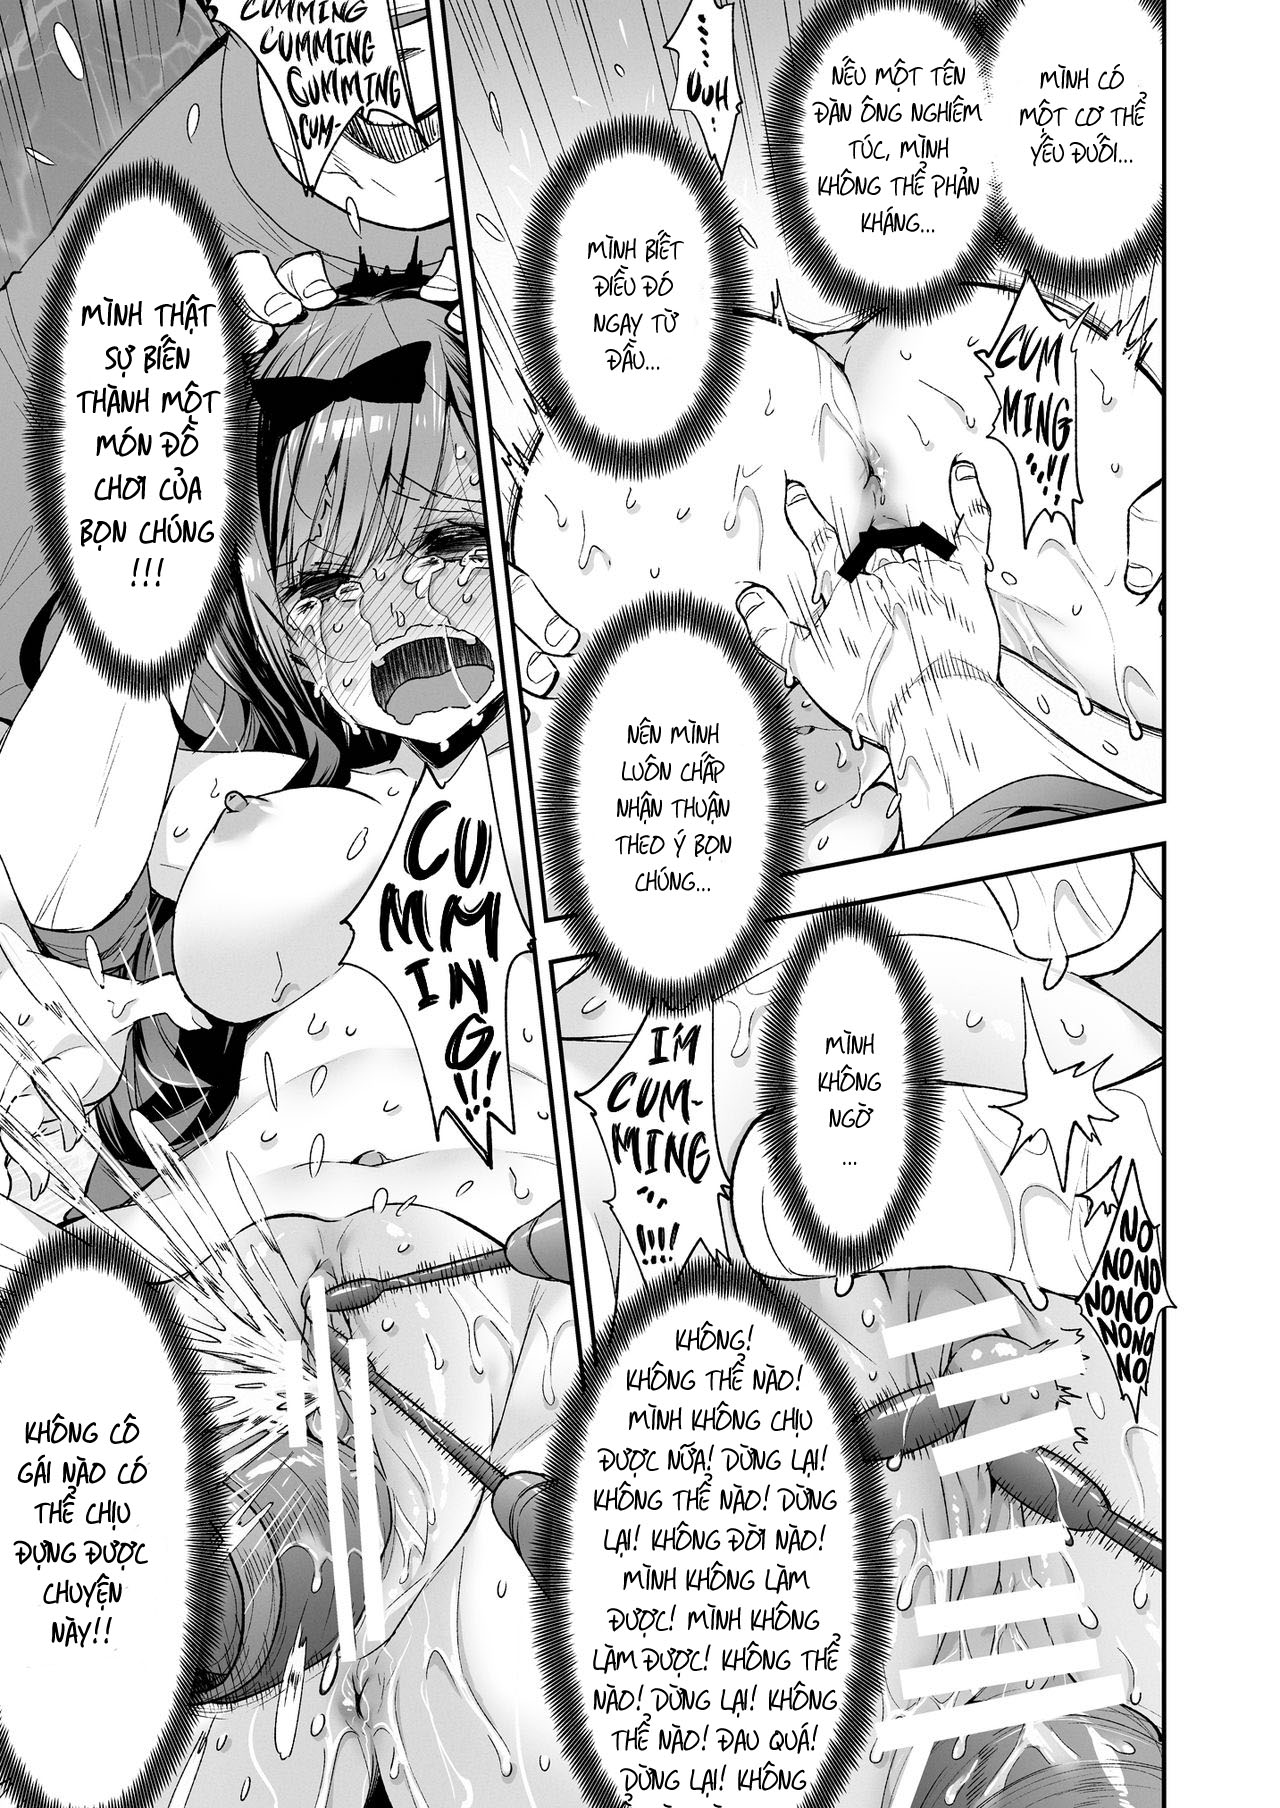 MÌNH CÓ
MỘT CƠ THỂ
YẾU ĐUỐI...
NẾU MỘT TÊN
ĐÀN ÔNG NGHIÊM
TÚC, MÌNH
KHÔNG THỂ PHẢN
KHÁNG...
UUH
MÌNH BIẾT
ĐIỀU ĐÓ
NGAY TỪ
ĐẦU...
CUM
MING
...!!
NÊN MÌNH
LUÔN CHẤP
NHẬN THUẬN
THEO Ý BỌN
CHÚNG...
MÌNH
KHÔNG
NGỜ
...
I'M
CUM-
MING
...
!!!!
NO
NONO
NONO
NONO
NO
KHÔNG!
KHÔNG THỂ NÀO!
MÌNH KHÔNG CHỊU
ĐƯỢC NỮA! DỪNG LẠI!
KHÔNG THỂ NÀO! DỪNG
LẠI! KHÔNG ĐỜI NÀO!
MÌNH KHÔNG LÀM
ĐƯỢC! MÌNH KHÔNG
LÀM ĐƯỢC! KHÔNG THỂ
NÀO! DỪNG LẠI! KHÔNG
THỂ NÀO! ĐAU QUÁ!
DỪNG LẠI! KHÔNG
CUMMING
CUMMING
CUMMING
CUM-
MÌNH THẬT
SỰ BIẾN
THÀNH MỘT
MÓN ĐỒ
CHƠI CỦA
BỌN CHÚNG
!!!
CU
MM
IN
G!!!
KHÔNG CÔ
GÁI NÀO CÓ
THỂ CHỊU
ĐỰNG ĐƯỢC
CHUYỆN
NÀY!!